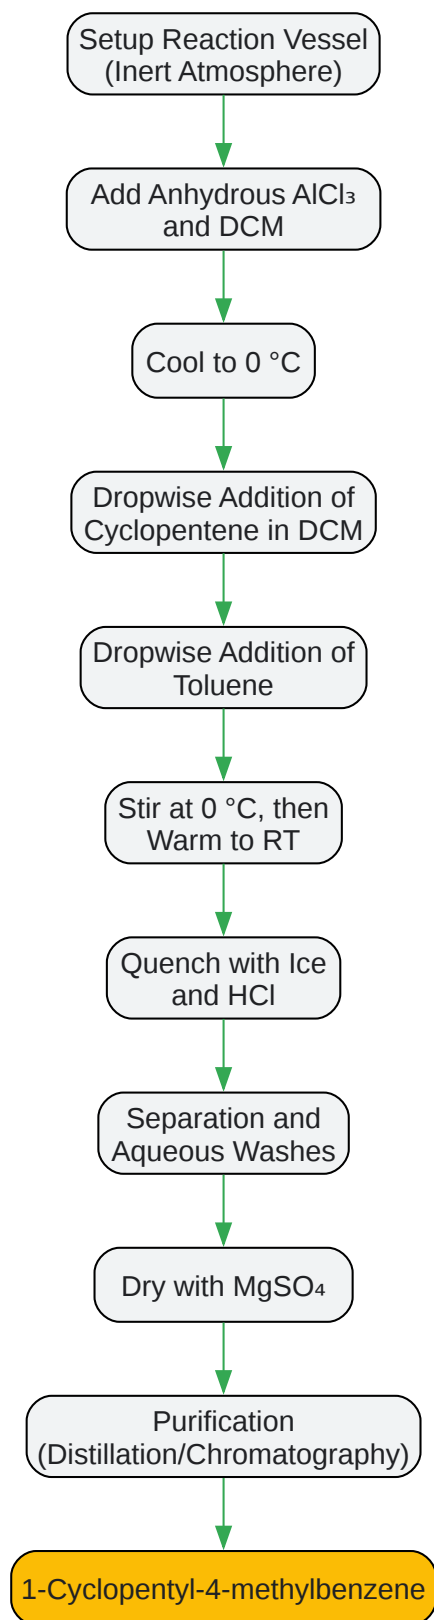 Setup Reaction Vessel
(Inert Atmosphere)
Add Anhydrous AlCl₃
and DCM
Cool to 0 °C
Dropwise Addition of
Cyclopentene in DCM
Dropwise Addition of
Toluene
Stir at 0 °C, then
Warm to RT
Quench with Ice
and HCl
Separation and
Aqueous Washes
Dry with MgSO₄
Purification
(Distillation/Chromatography)
1-Cyclopentyl-4-methylbenzene